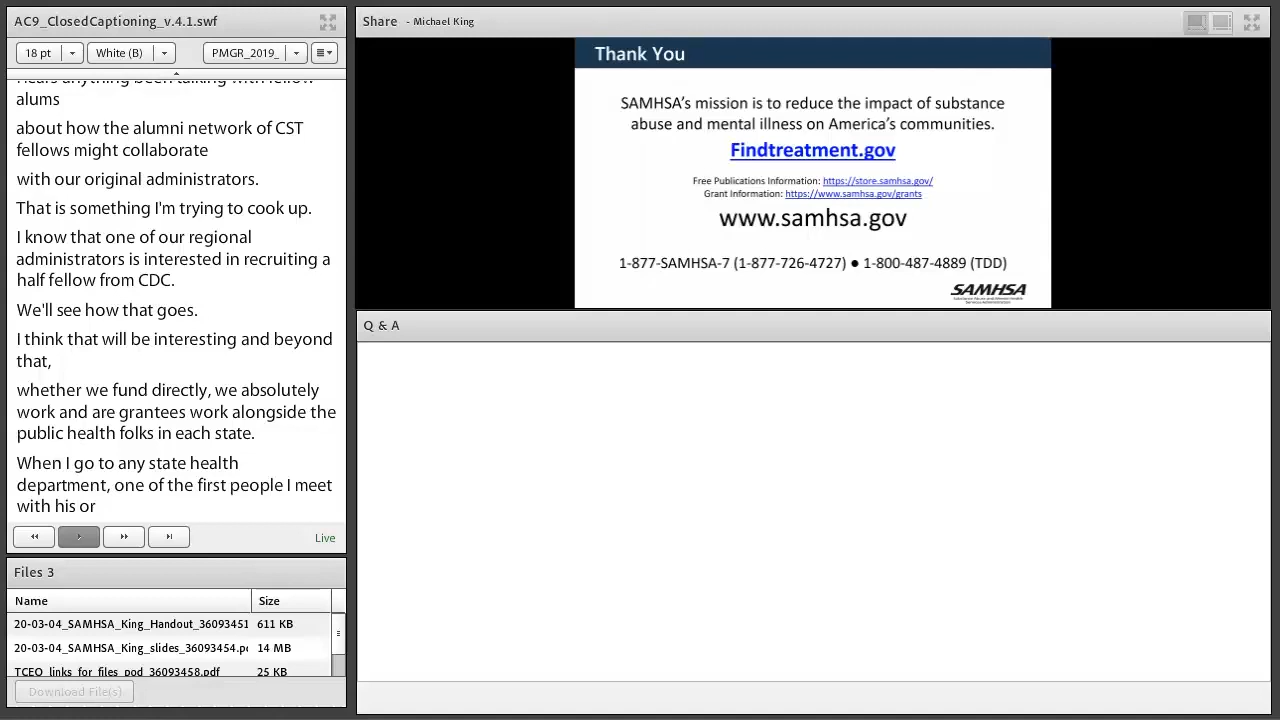 AC9_ClosedCaptioning_v.4.1.swf
18 pt
White (B)
PMGR_2019_
alums
about how the alumni network of CST
fellows might collaborate
with our original administrators.
That is something I'm trying to cook up.
I know that one of our regional
administrators is interested in recruiting a
half fellow from CDC.
We'll see how that goes.
I think that will be interesting and beyond
that,
whether we fund directly, we absolutely
work and are grantees work alongside the
public health folks in each state.
When I go to any state health
department, one of the first people I meet
with his or
Live
Files 3
Name Size
20-03-04_SAMHSA_King_Handout_36093451 611 KB
20-03-04_SAMHSA_King_slides_36093454.p 14 MB
TCEO_links_for_files_pod_36093458.pdf 25 KB
Download File(s)
Share - Michael King
Thank You
SAMHSA's mission is to reduce the impact of substance
abuse and mental illness on America's communities.
Findtreatment.gov
Free Publications Information: https://store.samhsa.gov/
Grant Information: https://www.samhsa.gov/grants
www.samhsa.gov
1-877-SAMHSA-7 (1-877-726-4727) ● 1-800-487-4889 (TDD)
SAMHSA
Substance Abuse and Mental Health
Services Administration
Q & A